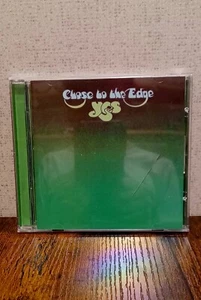 Close to the Edge
yes